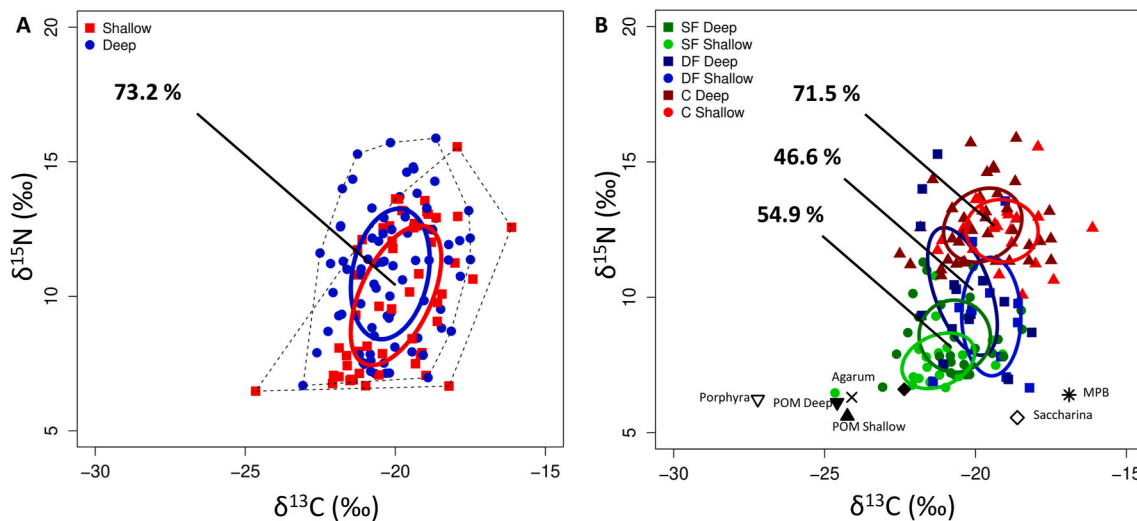 A
Shallow
Deep
73.2 %
20
15
10
5
δ15N (‰)
−30
−25
−20
−15
δ13C (‰)
B
SF Deep
SF Shallow
DF Deep
DF Shallow
C Deep
C Shallow
71.5 %
46.6 %
54.9 %
20
15
10
5
δ15N (‰)
Agarum
Porphyra
POM Deep
POM Shallow
MPB
Saccharina
−30
−25
−20
−15
δ13C (‰)